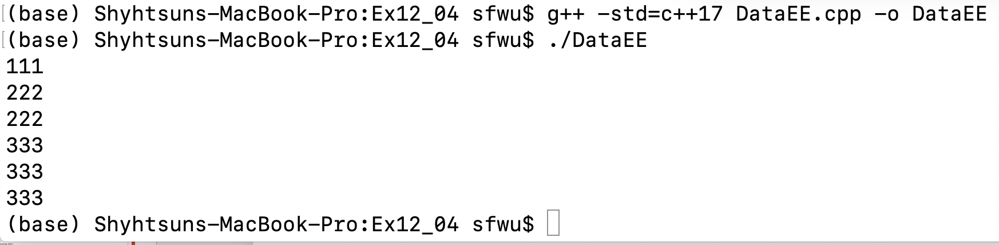 (base) Shyhtsuns-MacBook-Pro:Ex12_04 sfwu$ g++ -std=c++17 DataEE.cpp -o DataEE
(base) Shyhtsuns-MacBook-Pro:Ex12_04 sfwu$ ./DataEE
111
222
222
333
333
333
(base) Shyhtsuns-MacBook-Pro:Ex12_04 sfwu$